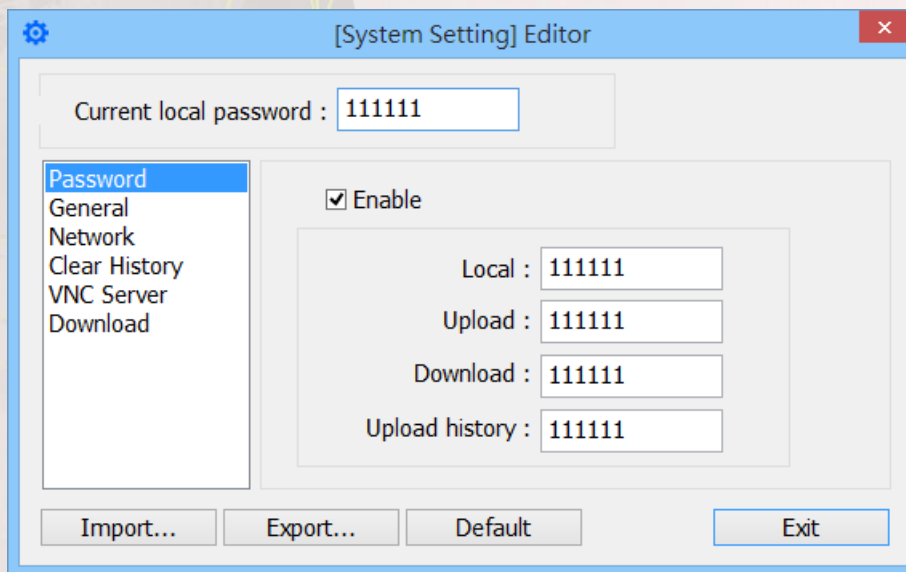 [System Setting] Editor
Current local password : 111111
Password
General
Network
Clear History
VNC Server
Download
Enable
Local : 111111
Upload : 111111
Download : 111111
Upload history : 111111
Import... Export... Default Exit